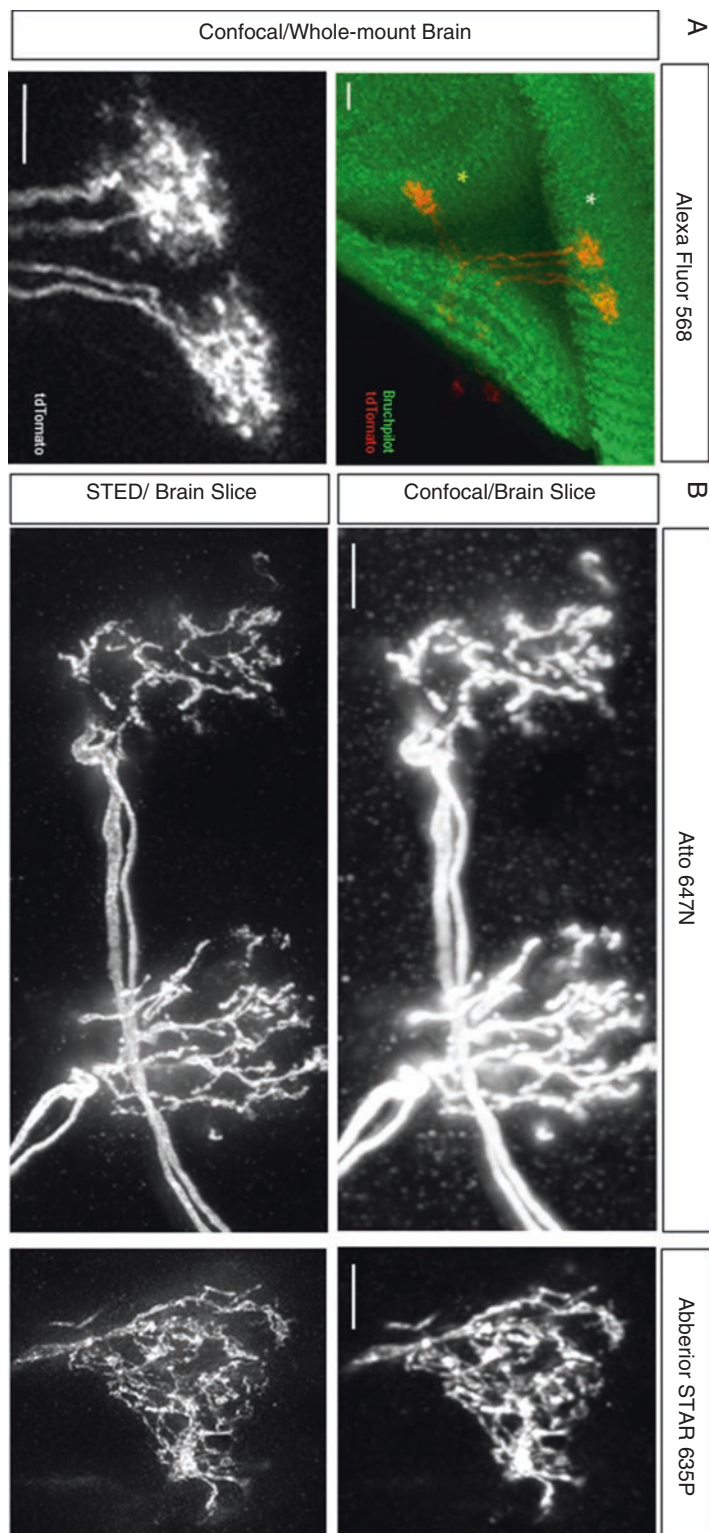 A
Confocal/Whole-mount Brain
Alexa Fluor 568
Bruchpilot
tdTomato
tdTomato
*
*
B
Confocal/Brain Slice
STED/ Brain Slice
Atto 647N
Abberior STAR 635P